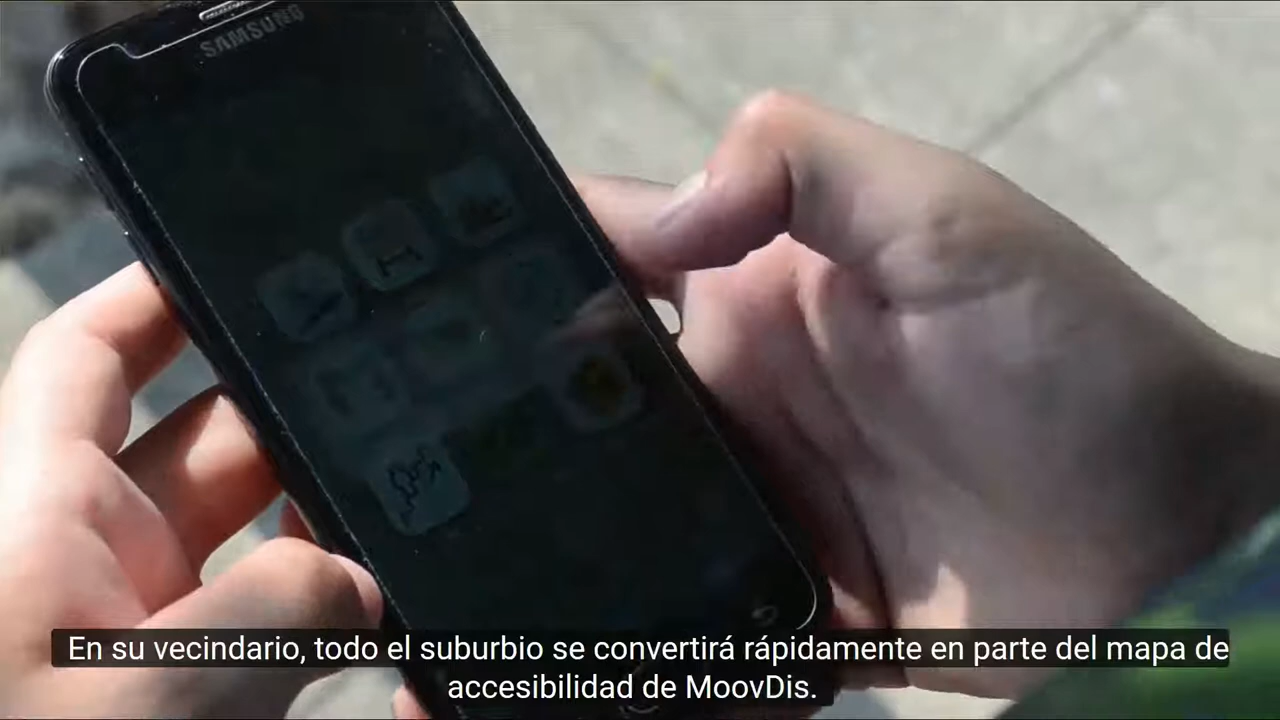 SAMSUNG
En su vecindario, todo el suburbio se convertirá rápidamente en parte del mapa de
accesibilidad de MoovDis.